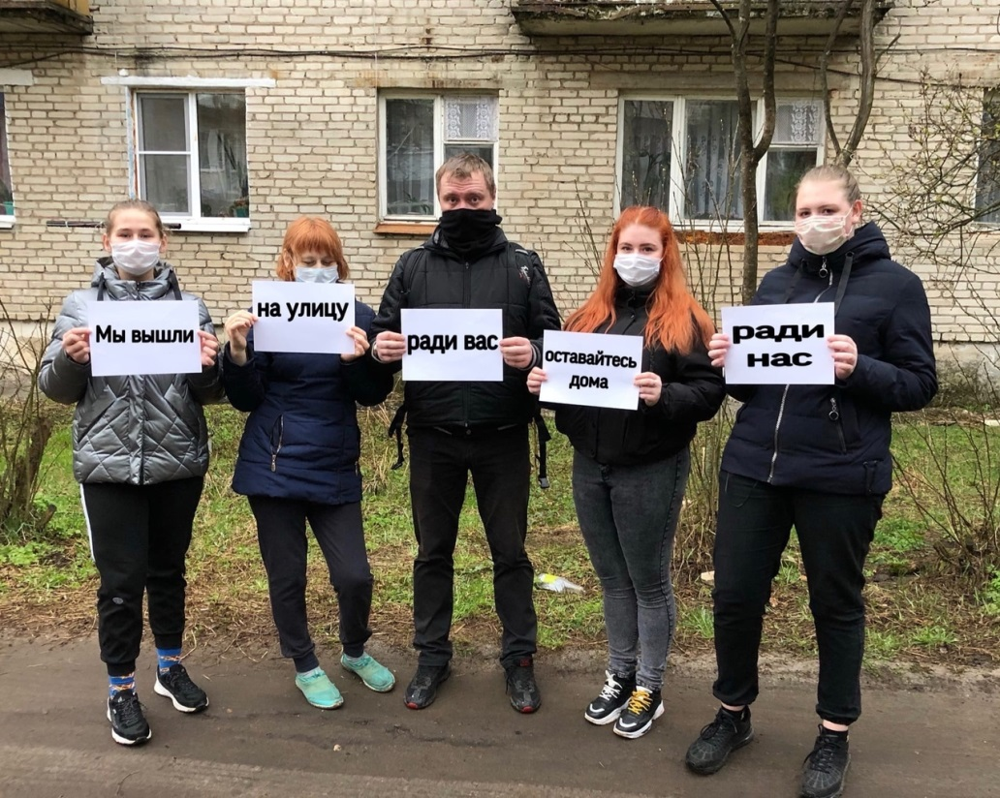 Мы вышли
на улицу
ради вас
оставайтесь
дома
ради
нас